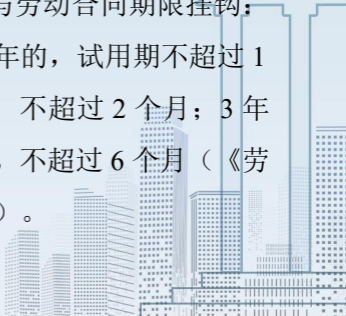 与劳动合同期限挂钩：
年的，试用期不超过 1
不超过 2 个月；3 年
，不超过 6 个月（《劳
）。